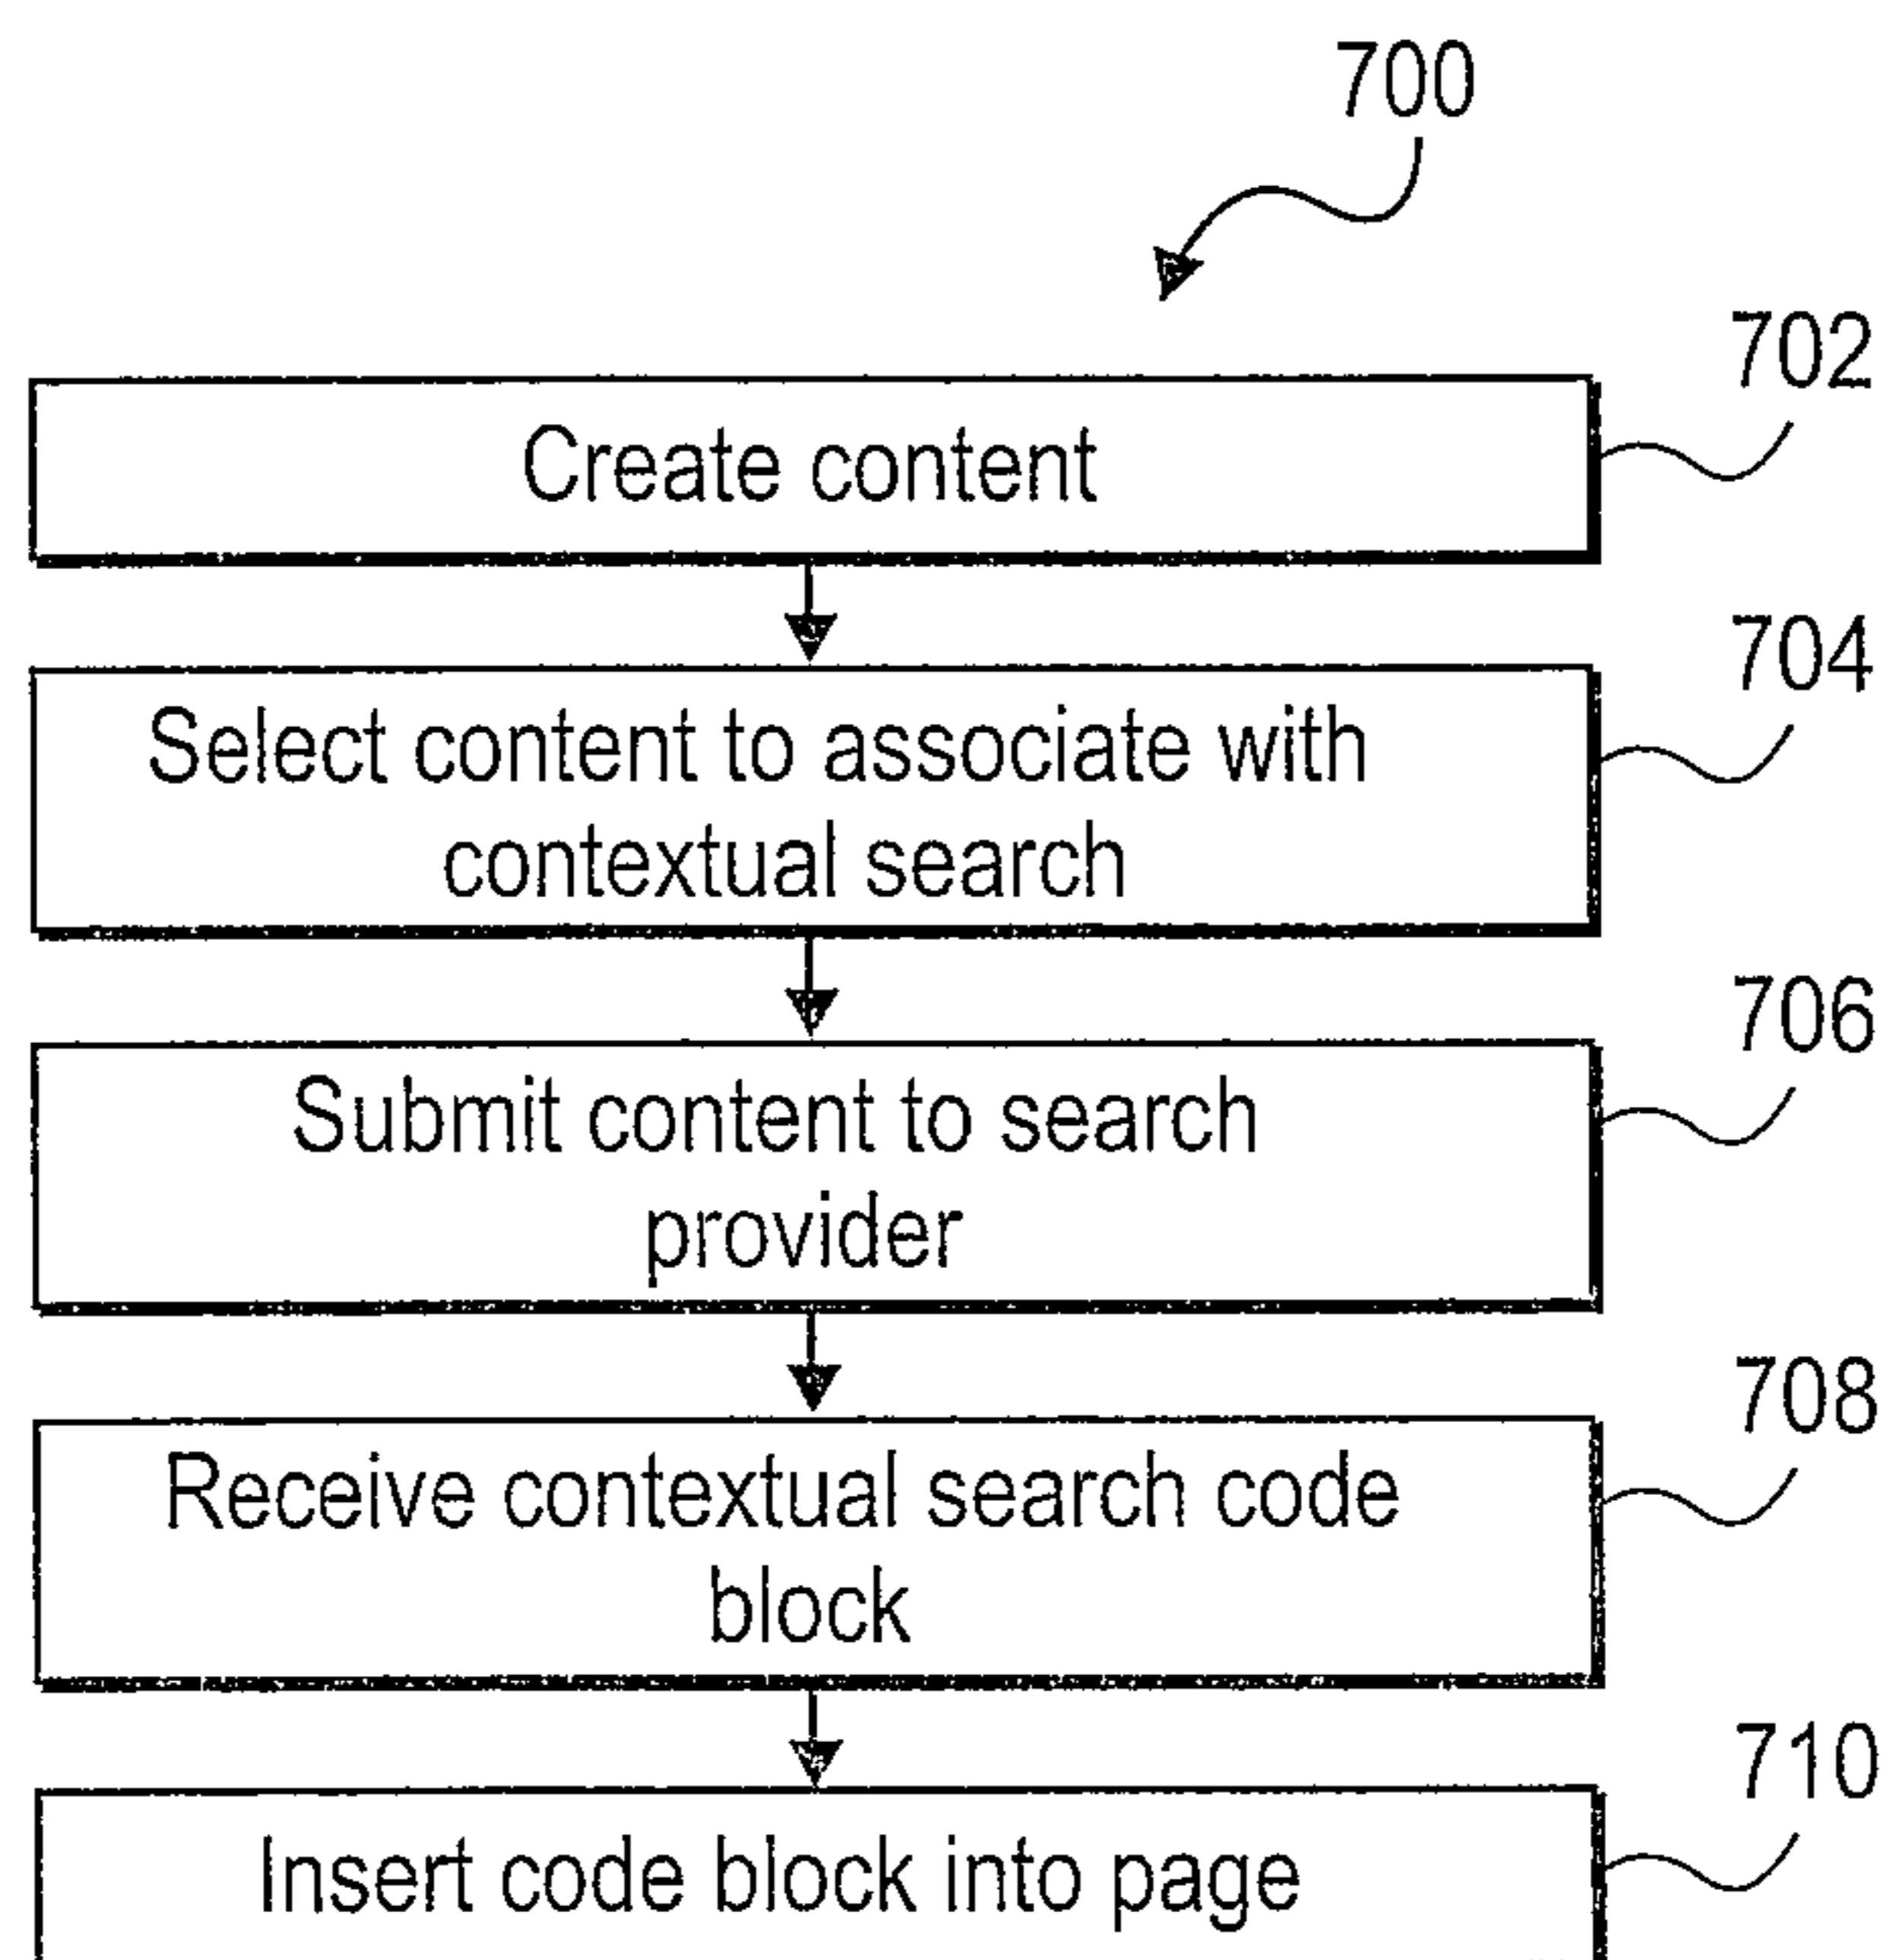 700
702
Create content
704
Select content to associate with
contextual search
706
Submit content to search
provider
708
Receive contextual search code
block
710
Insert code block into page